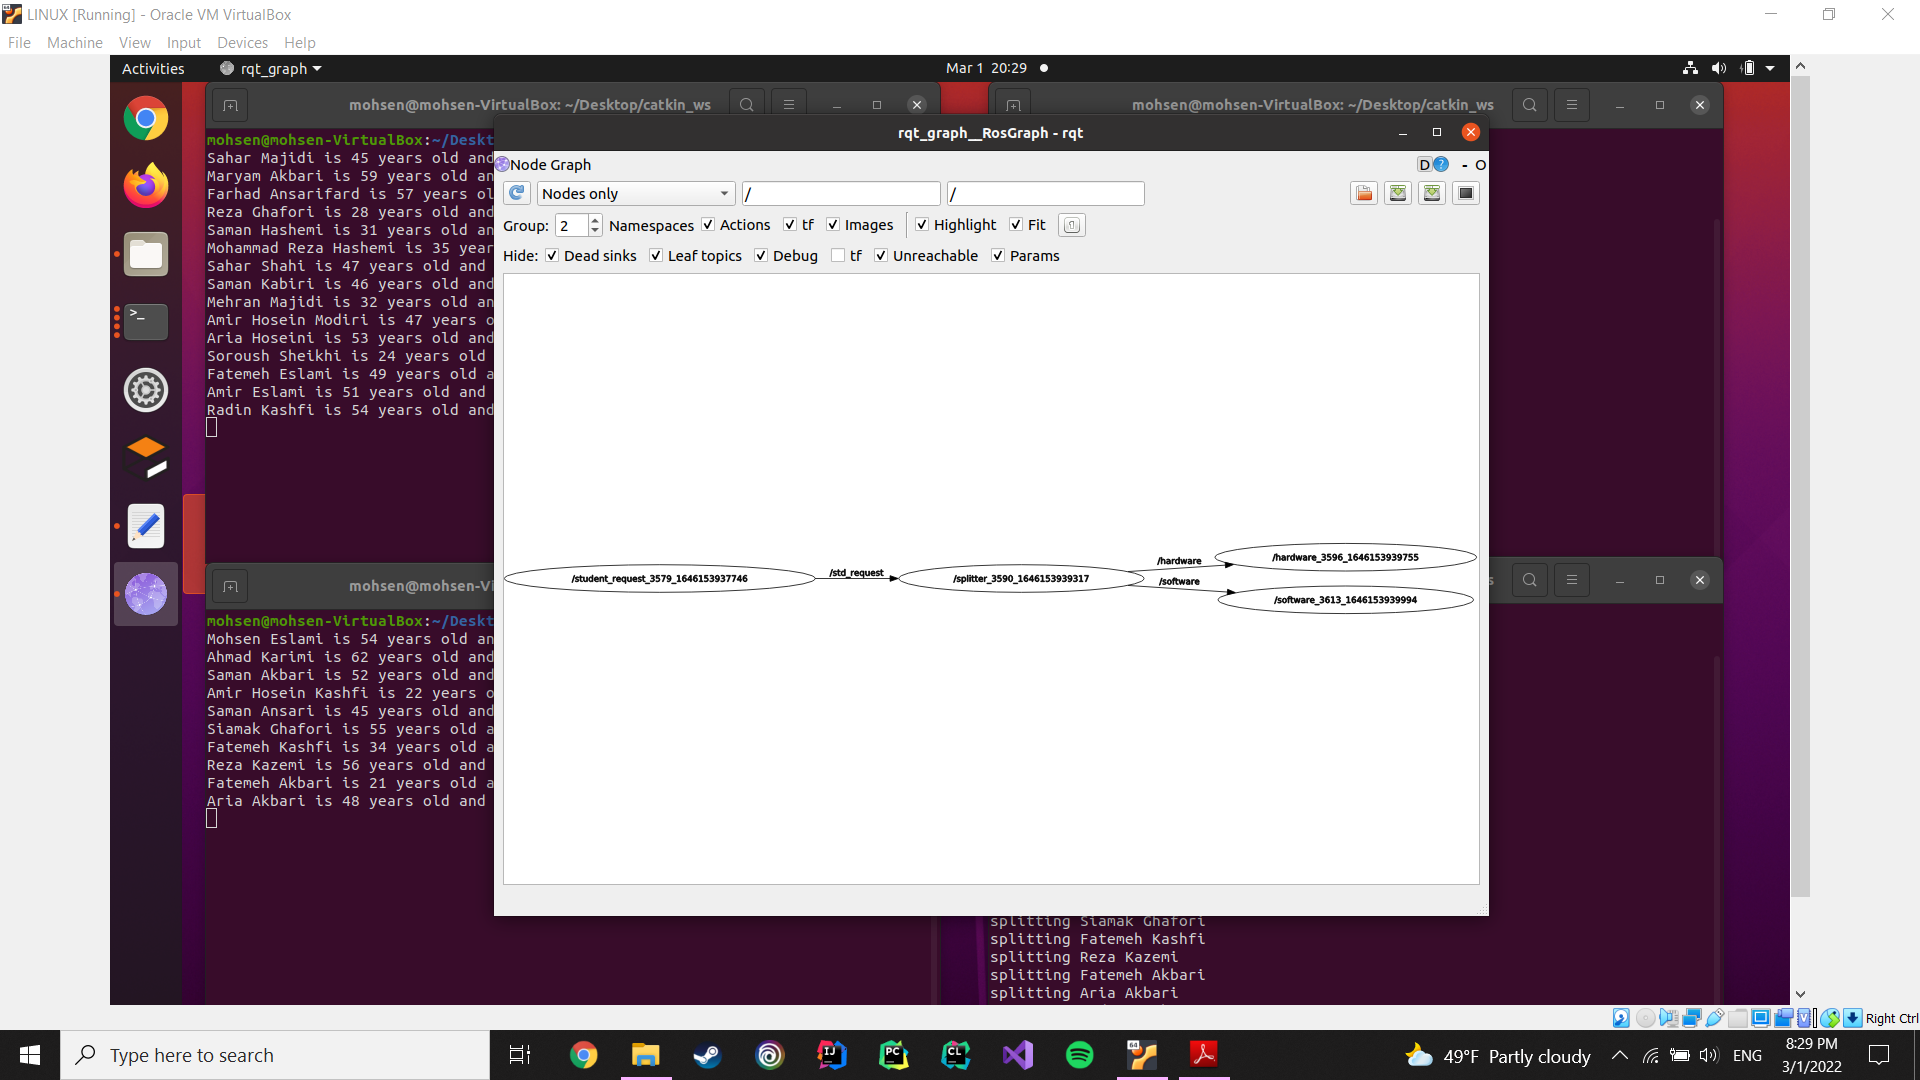 LINUX [Running] - Oracle VM VirtualBox
File Machine View Input Devices Help
Activities rqt_graph Mar 1 20:29
mohsen@mohsen-VirtualBox: ~/Desktop/catkin_ws
mohsen@mohsen-VirtualBox: ~/Desktop/catkin_ws
mohsen@mohsen-VirtualBox:~/Deskt
Sahar Majidi is 45 years old an
Maryam Akbari is 59 years old an
Farhad Ansarifard is 57 years ol
Reza Ghafori is 28 years old and
Saman Hashemi is 31 years old an
Mohammad Reza Hashemi is 35 year
Sahar Shahi is 47 years old and
Saman Kabiri is 46 years old and
Mehran Majidi is 32 years old an
Amir Hosein Modiri is 47 years o
Aria Hoseini is 53 years old and
Soroush Sheikhi is 24 years old
Fatemeh Eslami is 49 years old a
Amir Eslami is 51 years old and
Radin Kashfi is 54 years old and
rqt_graph__RosGraph - rqt
Node Graph
D ? - O
Nodes only / /
Group: 2 Namespaces Actions tf Images Highlight Fit
Hide: Dead sinks Leaf topics Debug tf Unreachable Params
/student_request_3579_1646153937746
/std_request
/splitter_3590_1646153939317
/hardware
/hardware_3596_1646153939755
/software
/software_3613_1646153939994
mohsen@mohsen-Vi
s
mohsen@mohsen-VirtualBox:~/Deskt
Mohsen Eslami is 54 years old an
Ahmad Karimi is 62 years old and
Saman Akbari is 52 years old and
Amir Hosein Kashfi is 22 years o
Saman Ansari is 45 years old and
Siamak Ghafori is 55 years old a
Fatemeh Kashfi is 34 years old a
Reza Kazemi is 56 years old and
Fatemeh Akbari is 21 years old a
Aria Akbari is 48 years old and
splitting Siamak Ghafori
splitting Fatemeh Kashfi
splitting Reza Kazemi
splitting Fatemeh Akbari
splitting Aria Akbari
Right Ctrl
Type here to search
49°F Partly cloudy
ENG
8:29 PM
3/1/2022